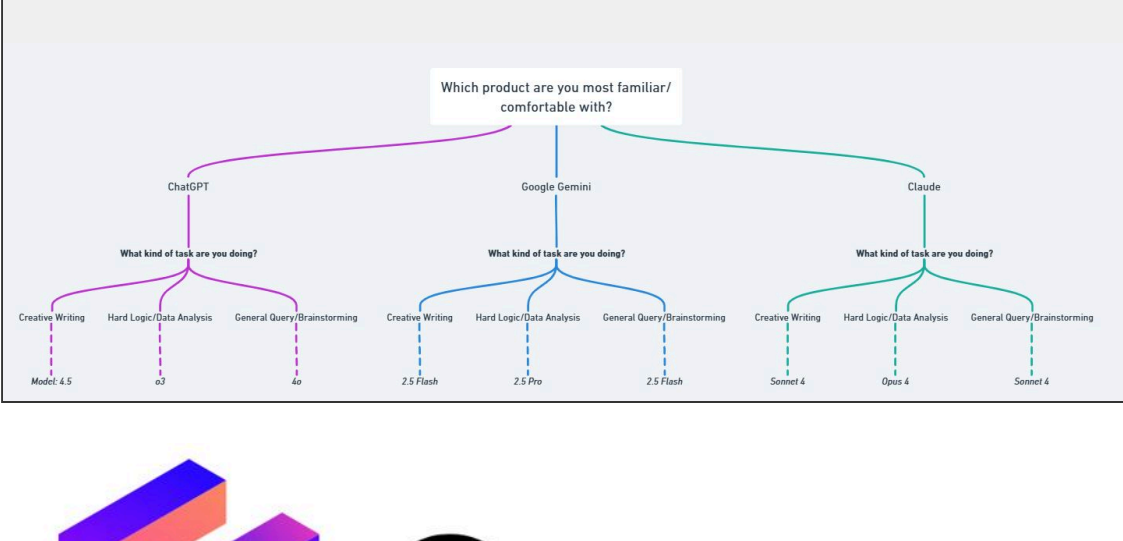 Which product are you most familiar/
comfortable with?
ChatGPT
Google Gemini
Claude
What kind of task are you doing?
What kind of task are you doing?
What kind of task are you doing?
Creative Writing
Hard Logic/Data Analysis
General Query/Brainstorming
Creative Writing
Hard Logic/Data Analysis
General Query/Brainstorming
Creative Writing
Hard Logic/Data Analysis
General Query/Brainstorming
Model: 4.5
o3
4o
2.5 Flash
2.5 Pro
2.5 Flash
Sonnet 4
Opus 4
Sonnet 4